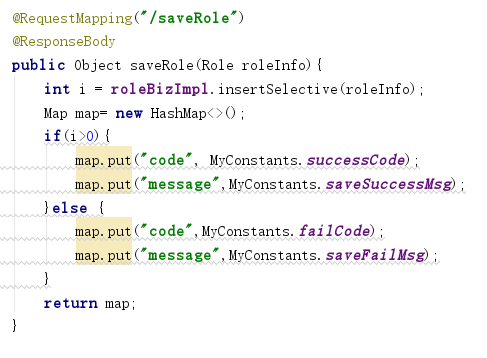 @RequestMapping("/saveRole")
@ResponseBody
public Object saveRole(Role roleInfo){
    int i = roleBizImpl.insertSelective(roleInfo);
    Map map= new HashMap<>();
    if(i>0){
        map.put("code", MyConstants.successCode);
        map.put("message",MyConstants.saveSuccessMsg);
    }else {
        map.put("code",MyConstants.failCode);
        map.put("message",MyConstants.saveFailMsg);
    }
    return map;
}